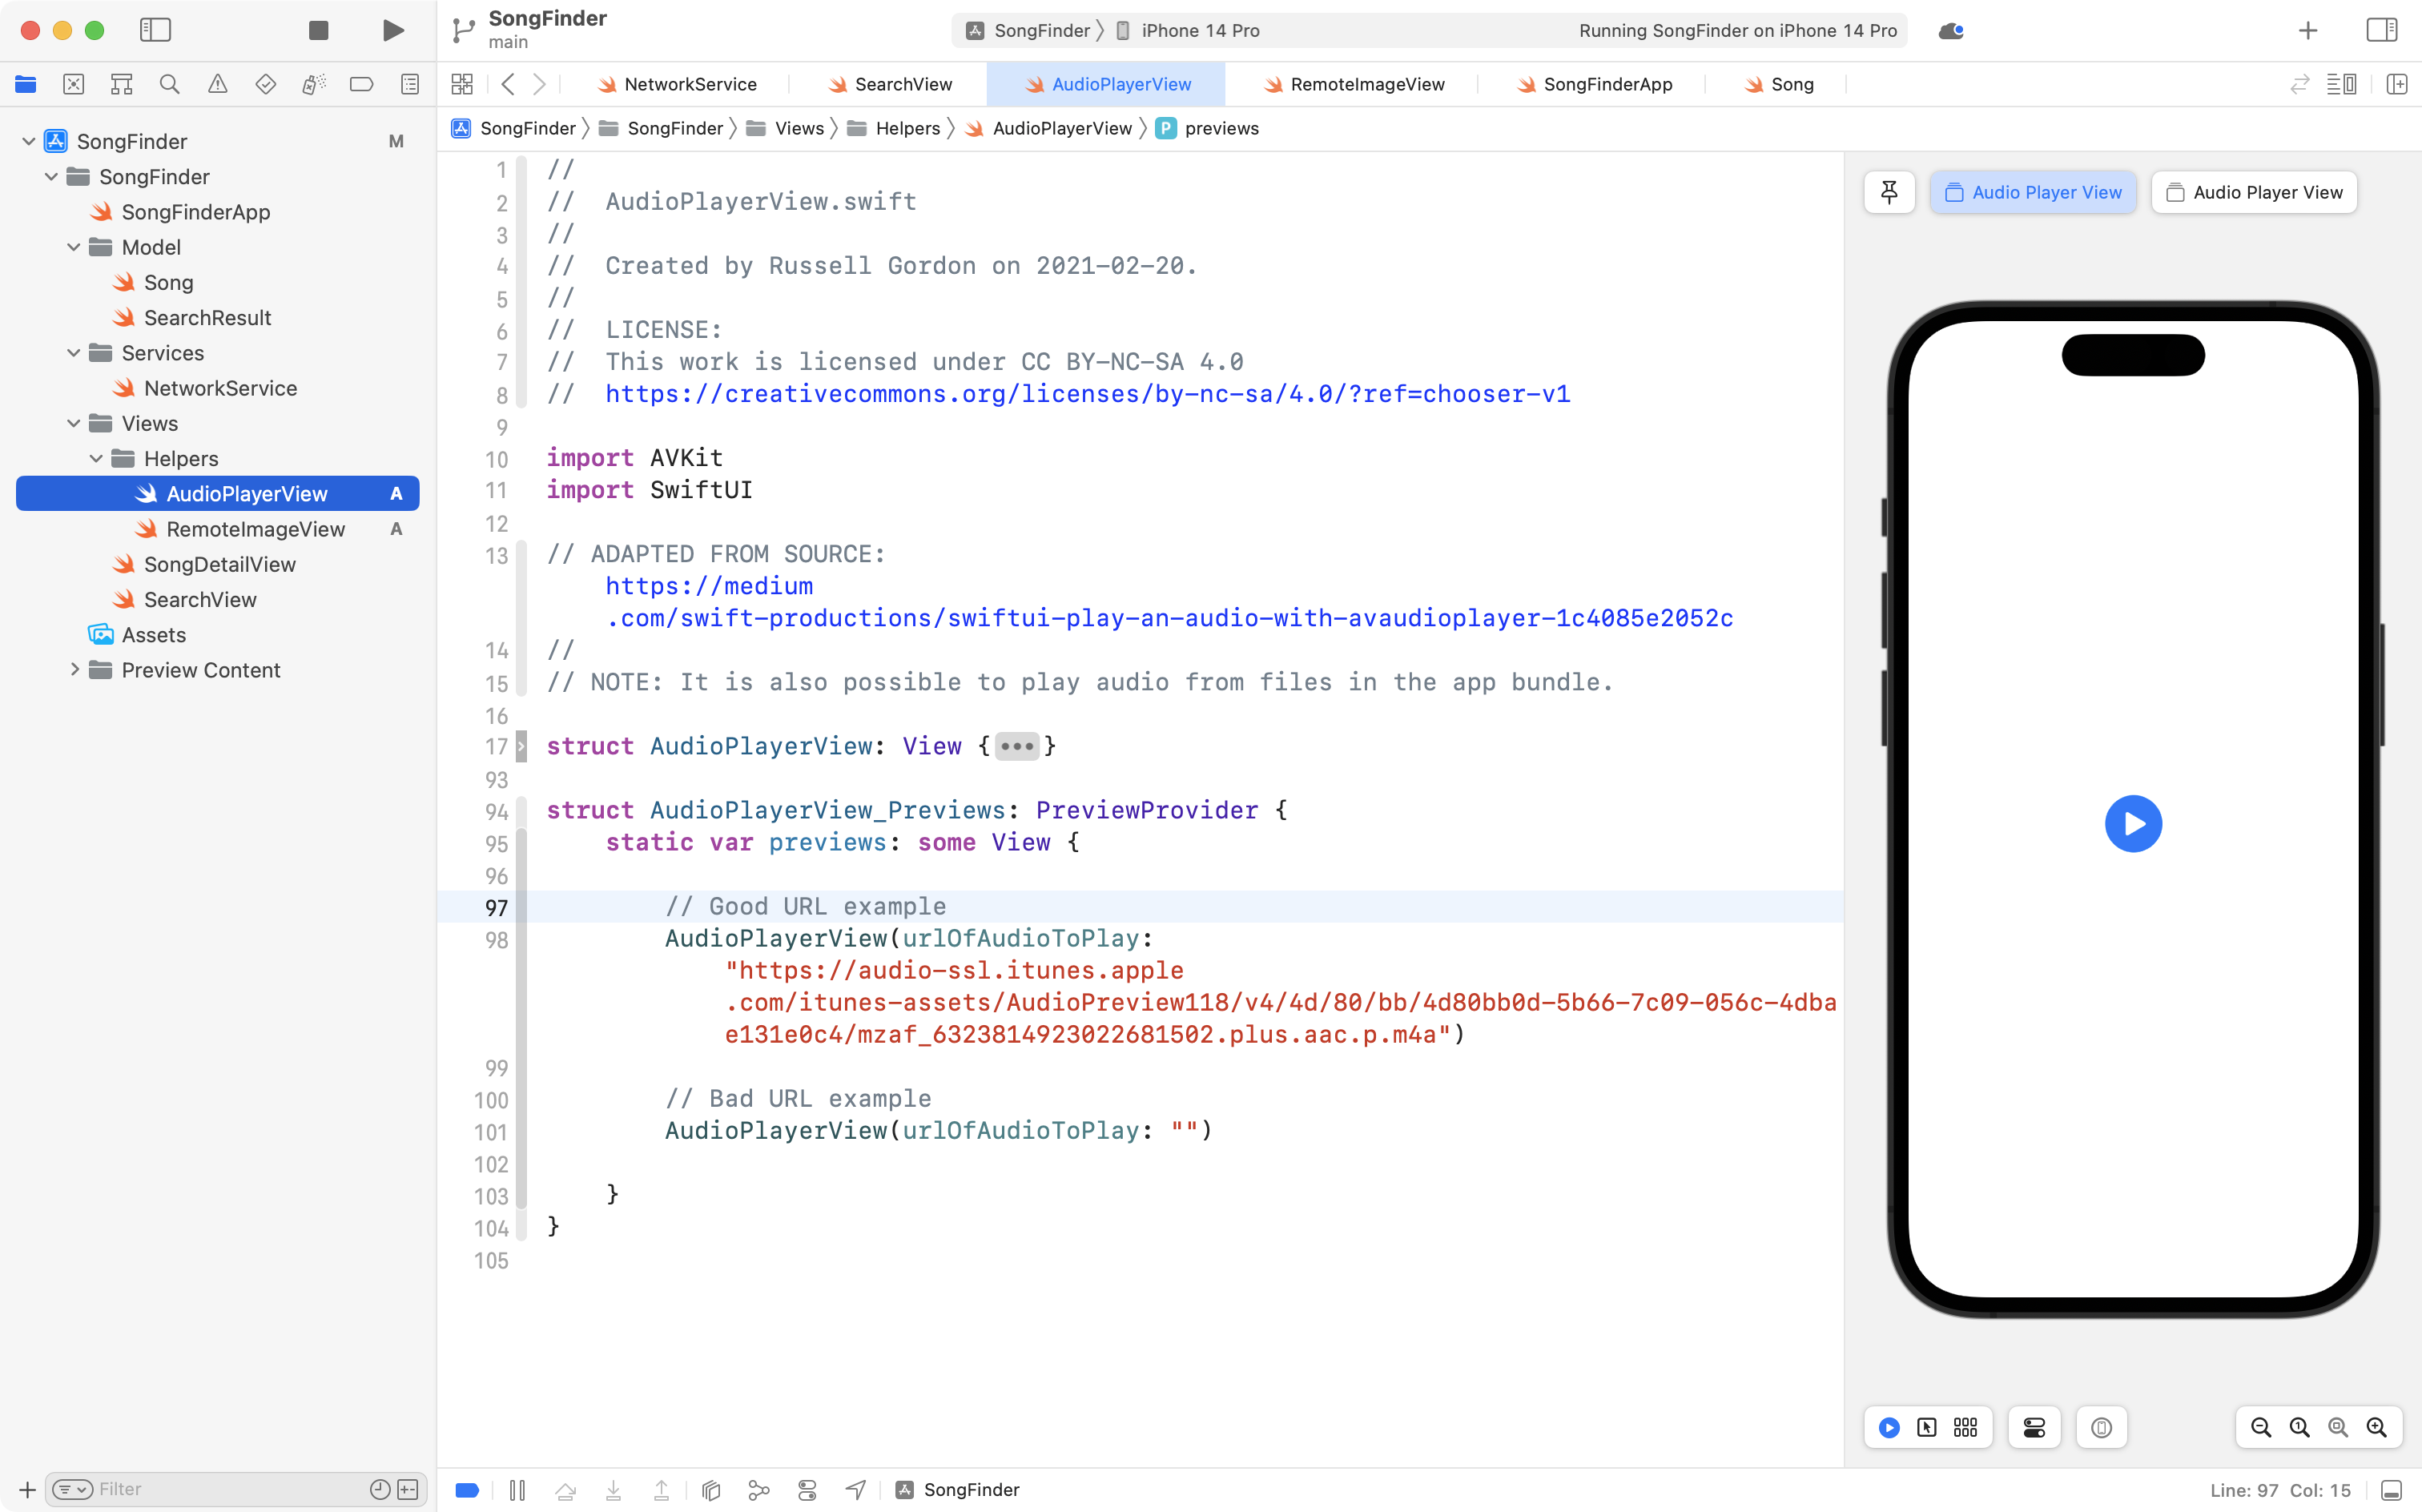 SongFinder
main
SongFinder
iPhone 14 Pro
Running SongFinder on iPhone 14 Pro
NetworkService
SearchView
AudioPlayerView
RemoteImageView
SongFinderApp
Song
SongFinder
SongFinder
Views
Helpers
AudioPlayerView
P
previews
SongFinder
M
SongFinder
SongFinderApp
Model
Song
SearchResult
Services
NetworkService
Views
Helpers
AudioPlayerView
A
RemoteImageView
A
SongDetailView
SearchView
Assets
Preview Content
1 //
2 //  AudioPlayerView.swift
3 //
4 //  Created by Russell Gordon on 2021-02-20.
5 //
6 //  LICENSE:
7 //  This work is licensed under CC BY-NC-SA 4.0
8 //  https://creativecommons.org/licenses/by-nc-sa/4.0/?ref=chooser-v1
9
10 import AVKit
11 import SwiftUI
12
13 // ADAPTED FROM SOURCE:
https://medium
.com/swift-productions/swiftui-play-an-audio-with-avaudioplayer-1c4085e2052c
14 //
15 // NOTE: It is also possible to play audio from files in the app bundle.
16
17 struct AudioPlayerView: View {•••}
93
94 struct AudioPlayerView_Previews: PreviewProvider {
95     static var previews: some View {
96
97         // Good URL example
98         AudioPlayerView(urlOfAudioToPlay:
"https://audio-ssl.itunes.apple
.com/itunes-assets/AudioPreview118/v4/4d/80/bb/4d80bb0d-5b66-7c09-056c-4dba
e131e0c4/mzaf_6323814923022681502.plus.aac.p.m4a")
99
100         // Bad URL example
101         AudioPlayerView(urlOfAudioToPlay: "")
102
103     }
104 }
105
Audio Player View
Audio Player View
Filter
SongFinder
Line: 97  Col: 15